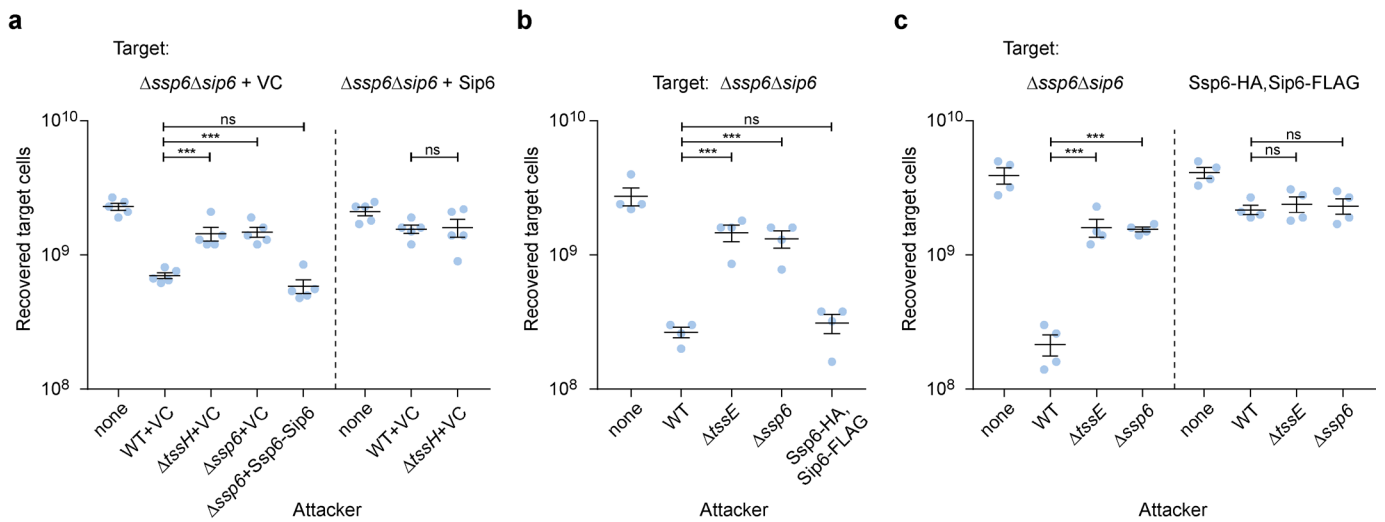 a
Target:
Δssp6Δsip6 + VC
Δssp6Δsip6 + Sip6
ns
***
***
ns
10^10
10^9
10^8
Recovered target cells
none
WT+VC
ΔtssH+VC
Δssp6+VC
Δssp6+Ssp6-Sip6
none
WT+VC
ΔtssH+VC
Attacker
b
Target: Δssp6Δsip6
ns
***
***
10^10
10^9
10^8
Recovered target cells
none
WT
ΔtssE
Δssp6
Ssp6-HA,
Sip6-FLAG
Attacker
c
Target:
Δssp6Δsip6
Ssp6-HA,Sip6-FLAG
***
***
ns
ns
10^10
10^9
10^8
Recovered target cells
none
WT
ΔtssE
Δssp6
none
WT
ΔtssE
Δssp6
Attacker